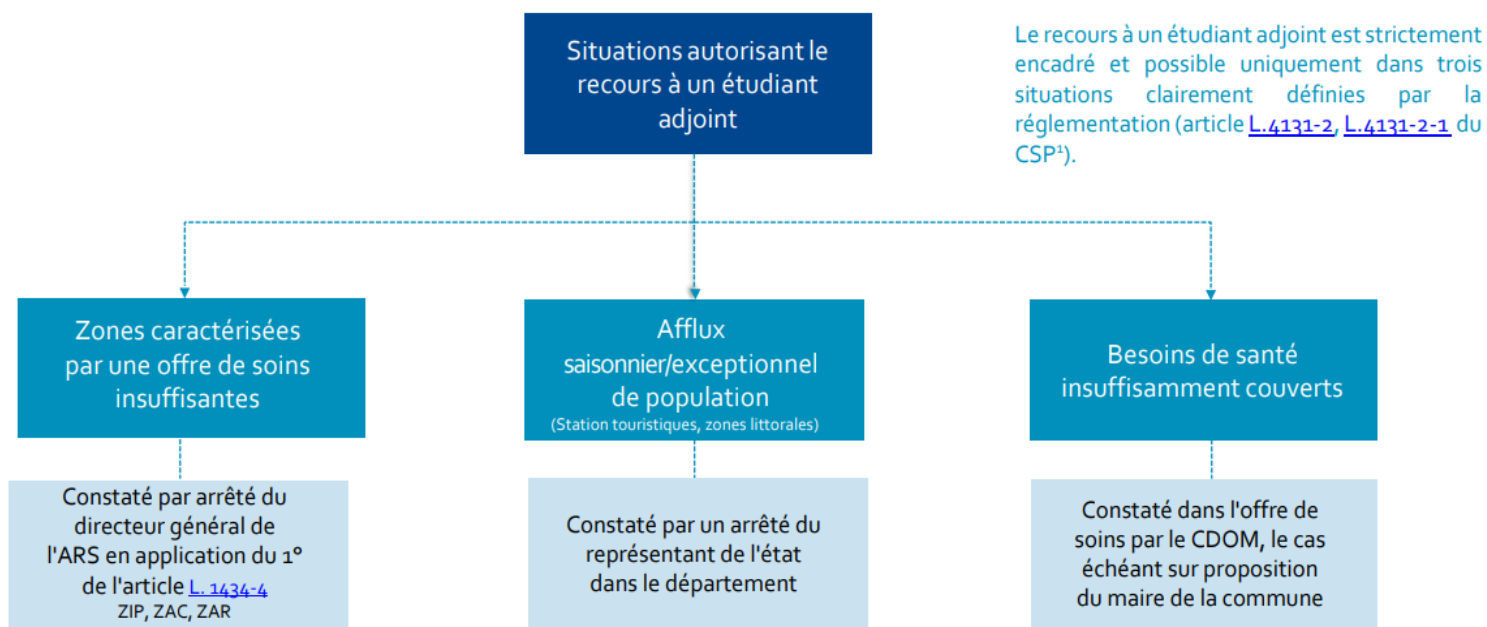 Situations autorisant le
recours à un étudiant
adjoint
Le recours à un étudiant adjoint est strictement
encadré et possible uniquement dans trois
situations clairement définies par la
réglementation (article L.4131-2, L.4131-2-1 du
CSP¹).
Zones caractérisées
par une offre de soins
insuffisantes
Afflux
saisonnier/exceptionnel
de population
(Station touristiques, zones littorales)
Besoins de santé
insuffisamment couverts
Constaté par arrêté du
directeur général de
l'ARS en application du 1°
de l'article L. 1434-4
ZIP, ZAC, ZAR
Constaté par un arrêté du
représentant de l'état
dans le département
Constaté dans l'offre de
soins par le CDOM, le cas
échéant sur proposition
du maire de la commune